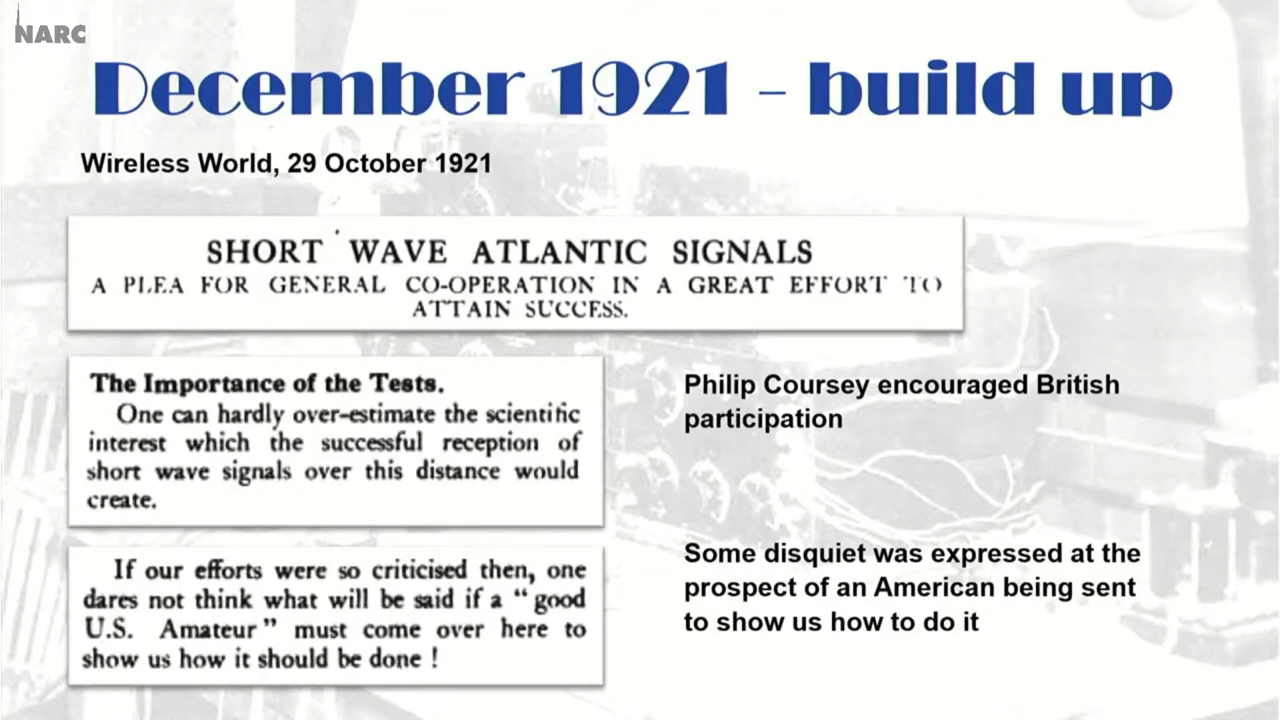 NARC
December 1921 - build up
Wireless World, 29 October 1921
SHORT WAVE ATLANTIC SIGNALS
A PLEA FOR GENERAL CO-OPERATION IN A GREAT EFFORT TO
ATTAIN SUCCESS.
The Importance of the Tests.
One can hardly over-estimate the scientific
interest which the successful reception of
short wave signals over this distance would
create.
Philip Coursey encouraged British
participation
If our efforts were so criticised then, one
dares not think what will be said if a “ good
U.S. Amateur ” must come over here to
show us how it should be done !
Some disquiet was expressed at the
prospect of an American being sent
to show us how to do it